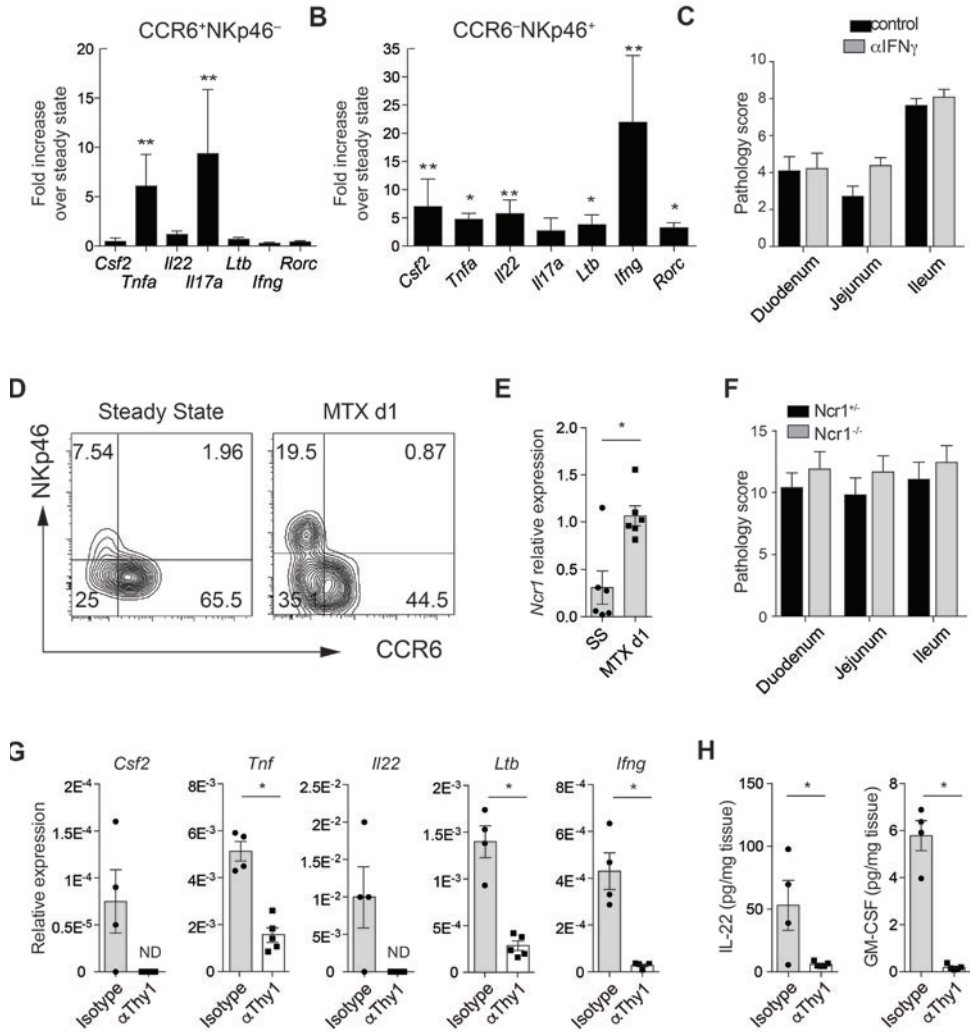 A
CCR6⁺NKp46⁻
Fold increase
over steady state
20
15
10
5
0
Csf2
Tnfa
Il22
Il17a
Ltb
Ifng
Rorc
**
**
B
CCR6⁻NKp46⁺
Fold increase
over steady state
35
30
25
20
15
10
5
0
Csf2
Tnfa
Il22
Il17a
Ltb
Ifng
Rorc
**
*
**
*
**
*
C
control
αIFNγ
Pathology score
10
8
6
4
2
0
Duodenum
Jejunum
Ileum
D
Steady State
MTX d1
NKp46
7.54
1.96
25
65.5
19.5
0.87
44.5
CCR6
E
*
Ncr1 relative expression
2.0
1.5
1.0
0.5
0.0
SS
MTX d1
F
Ncr1⁺/⁻
Ncr1⁻/⁻
Pathology score
15
10
5
0
Duodenum
Jejunum
Ileum
G
Relative expression
Csf2
2E⁻⁴
1.5E⁻⁴
1E⁻⁴
0.5E⁻⁵
0
ND
Isotype
αThy1
Tnf
8E⁻³
6E⁻³
4E⁻³
2E⁻³
0
*
Isotype
αThy1
Il22
2E⁻²
1.5E⁻²
1E⁻²
0.5E⁻²
0
ND
Isotype
αThy1
Ltb
2E⁻³
1.5E⁻³
1E⁻³
5E⁻⁴
0
*
Isotype
αThy1
Ifng
8E⁻⁴
6E⁻⁴
4E⁻⁴
2E⁻⁴
0
*
Isotype
αThy1
H
IL-22 (pg/mg tissue)
150
100
50
0
*
Isotype
αThy1
GM-CSF (pg/mg tissue)
8
6
4
2
0
*
Isotype
αThy1